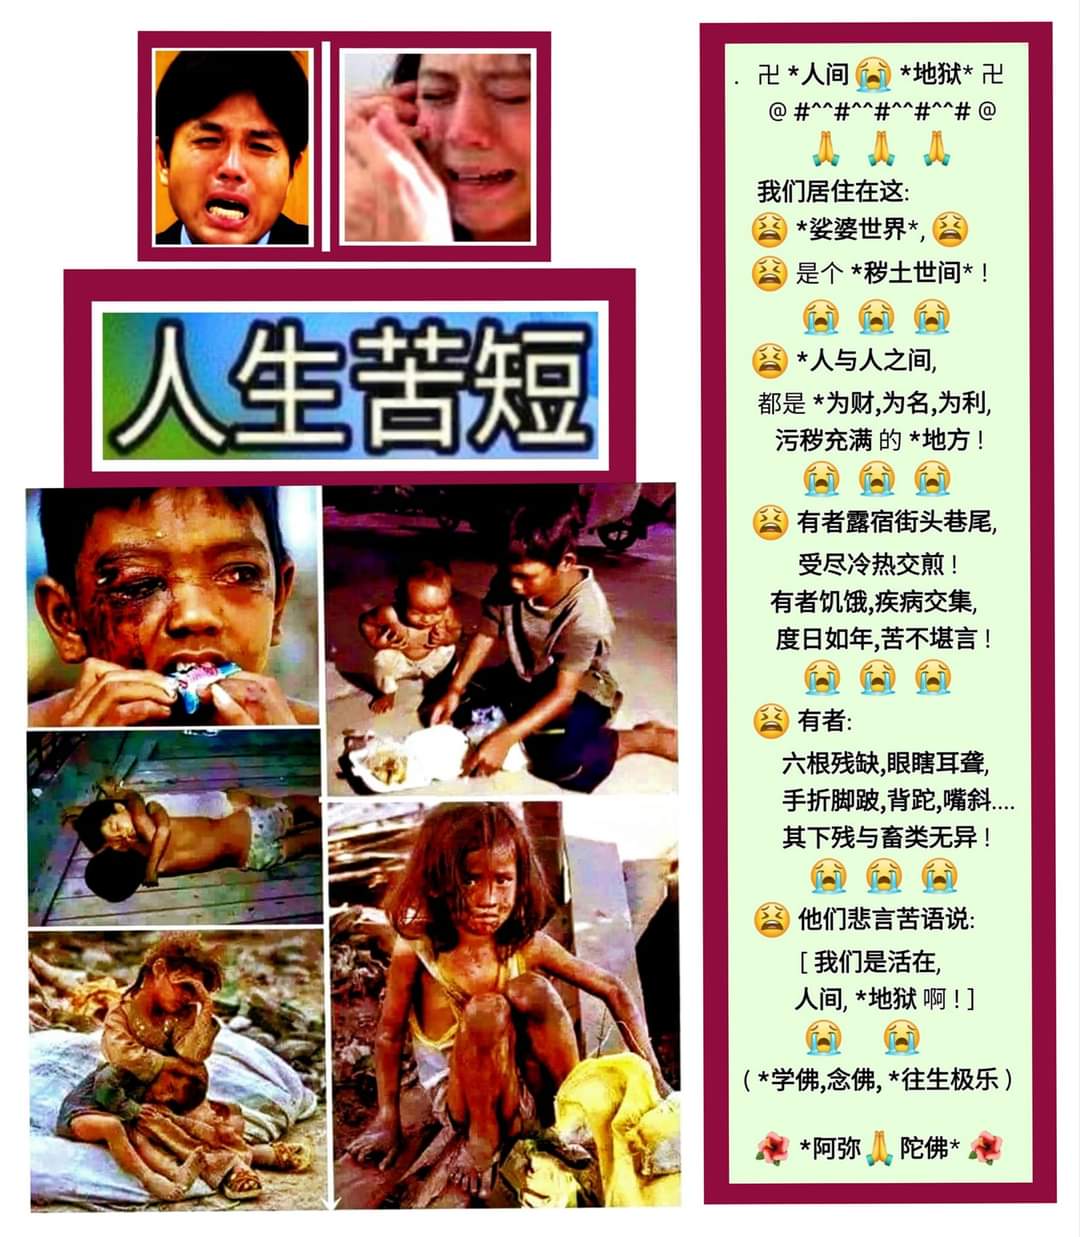 人生苦短
. 卍 *人间😭 *地狱* 卍
@ #^^#^^#^^#^^# @
🙏 🙏 🙏
我们居住在这:
😫 *娑婆世界*, 😫
😫 是个 *秽土世间* !
😭 😭 😭
😫 *人与人之间,
都是 *为财,为名,为利,
污秽充满 的 *地方 !
😭 😭 😭
😫 有者露宿街头巷尾,
受尽冷热交煎 !
有者饥饿,疾病交集,
度日如年,苦不堪言 !
😭 😭 😭
😫 有者:
六根残缺,眼瞎耳聋,
手折脚跛,背跎,嘴斜....
其下残与畜类无异 !
😭 😭 😭
😫 他们悲言苦语说:
[ 我们是活在,
人间, *地狱 啊 ! ]
😭 😭
( *学佛,念佛, *往生极乐 )
🌺 *阿弥🙏 陀佛* 🌺